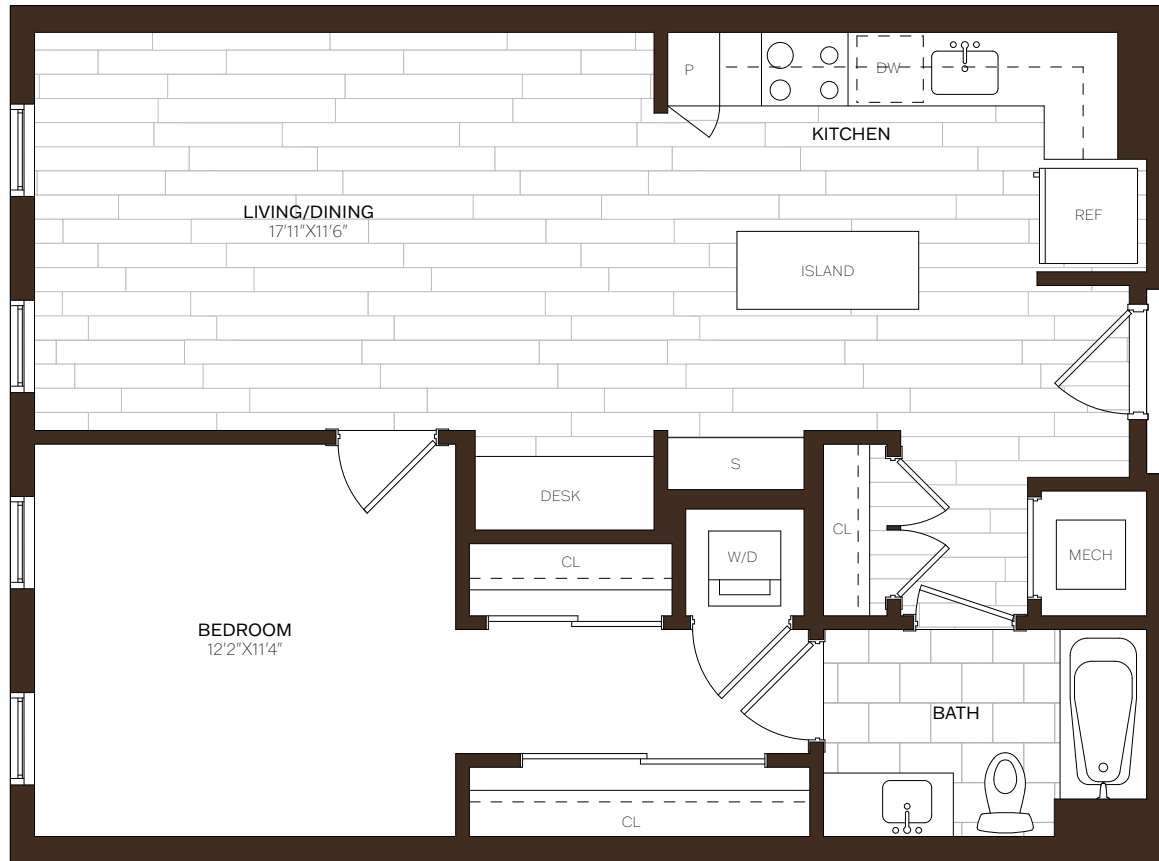 P
DW
KITCHEN
LIVING/DINING
17'11"X11'6"
REF
ISLAND
S
DESK
CL
W/D
CL
MECH
BEDROOM
12'2"X11'4"
BATH
CL